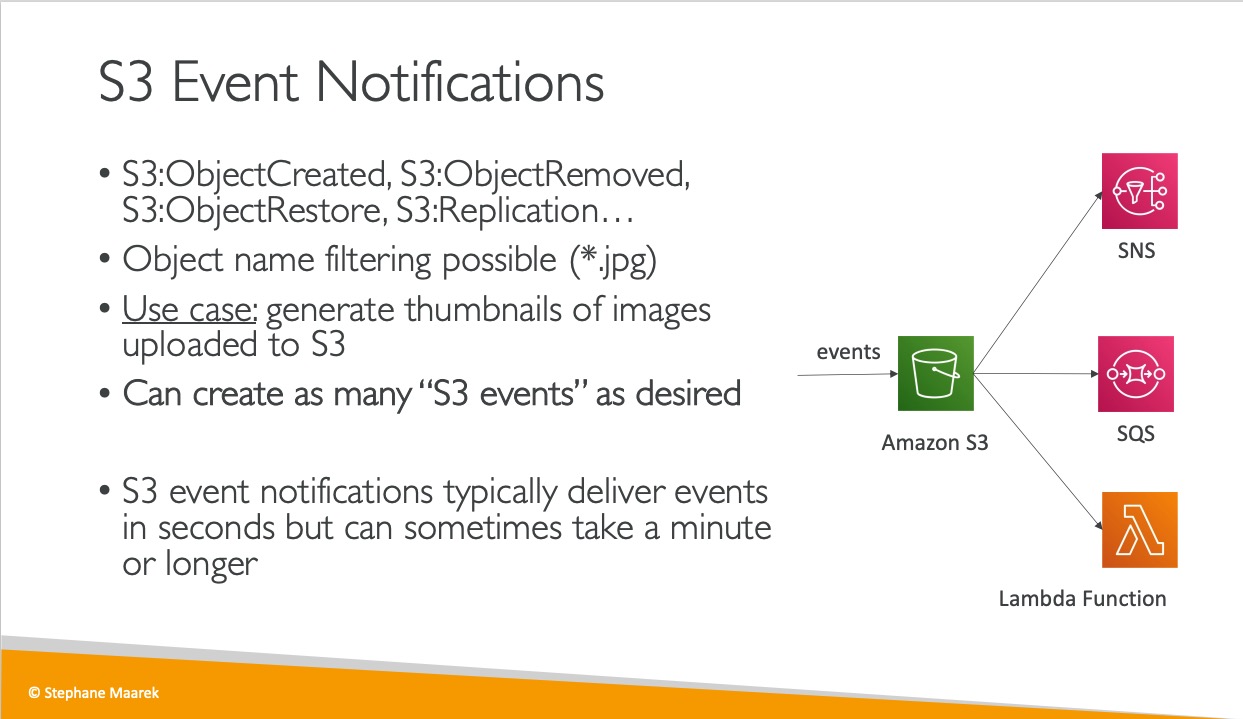 S3 Event Notifications
• S3:ObjectCreated, S3:ObjectRemoved,
S3:ObjectRestore, S3:Replication…
• Object name filtering possible (*.jpg)
• Use case: generate thumbnails of images
uploaded to S3
• Can create as many “S3 events” as desired
• S3 event notifications typically deliver events
in seconds but can sometimes take a minute
or longer
events
Amazon S3
SNS
SQS
Lambda Function
© Stephane Maarek